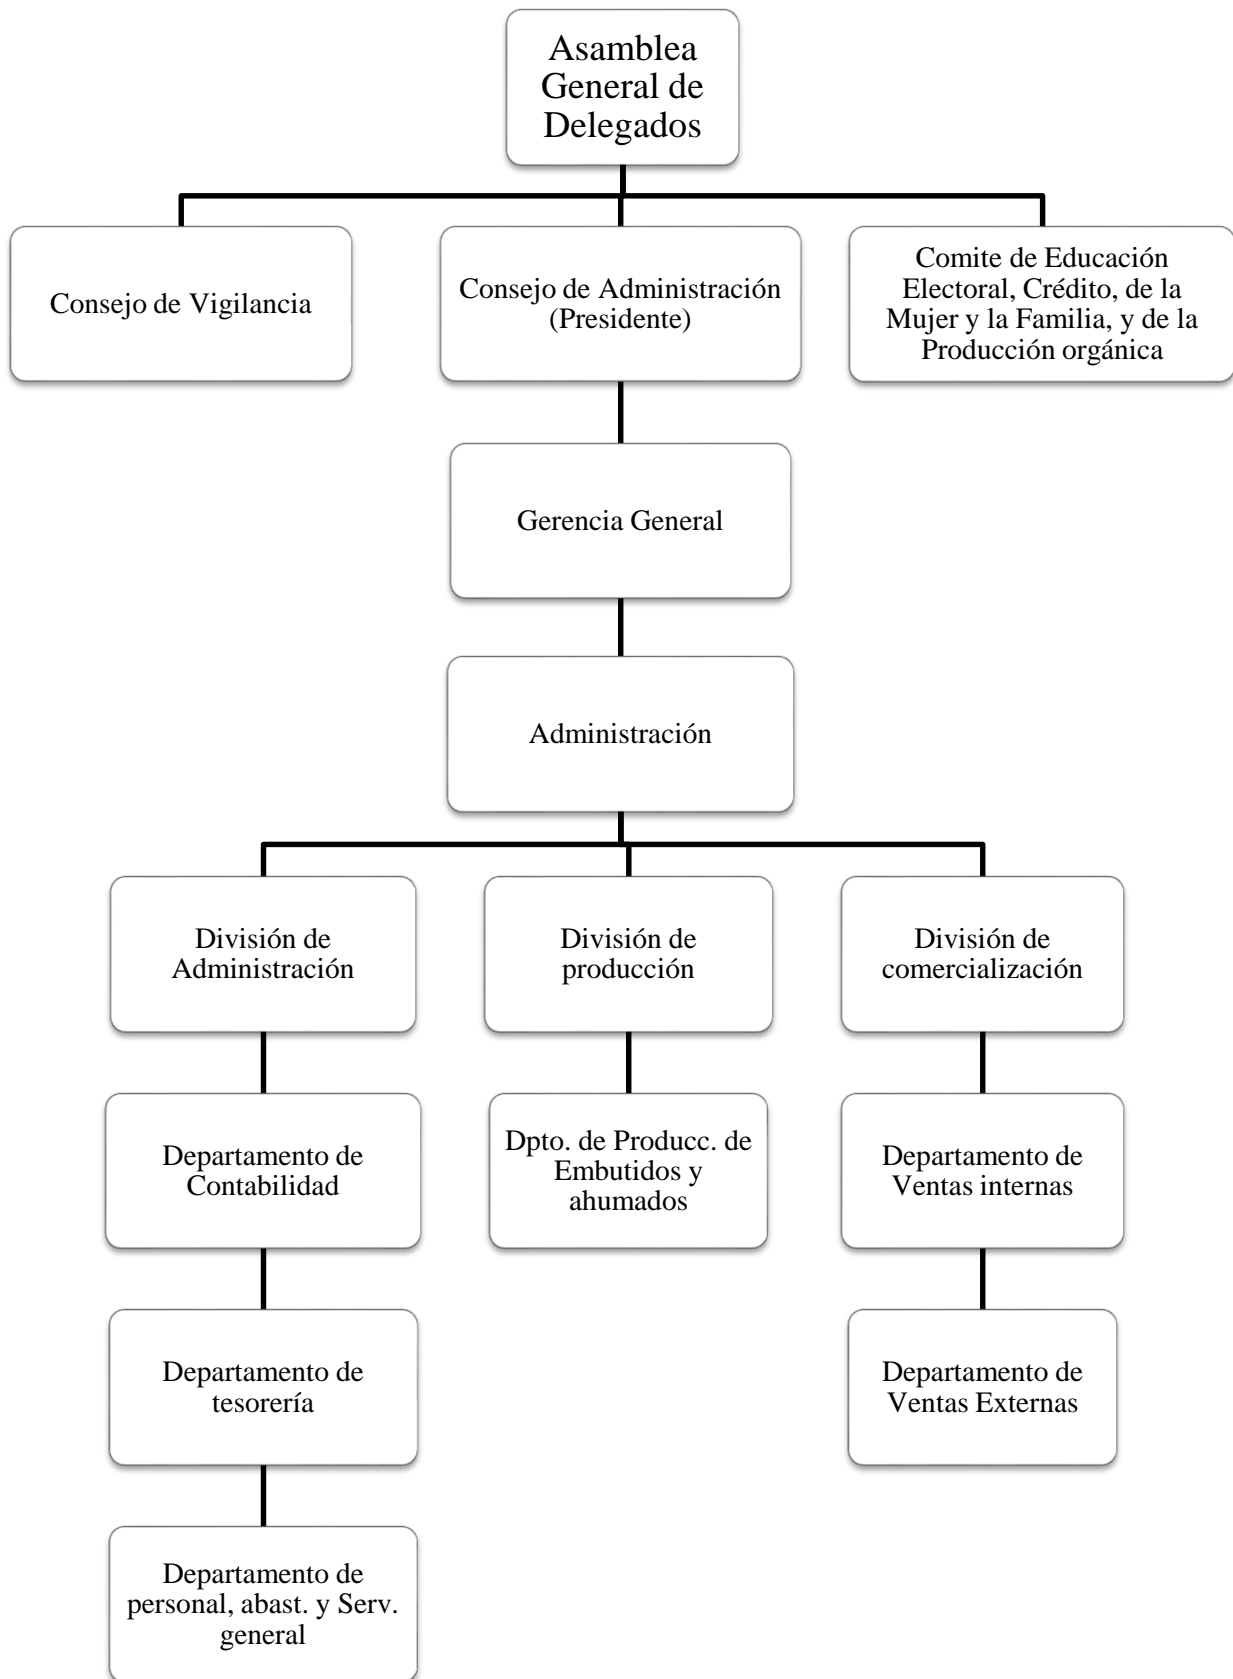 Asamblea
General de
Delegados
Consejo de Vigilancia
Consejo de Administración
(Presidente)
Comite de Educación
Electoral, Crédito, de la
Mujer y la Familia, y de la
Producción orgánica
Gerencia General
Administración
División de
Administración
División de
producción
División de
comercialización
Departamento de
Contabilidad
Dpto. de Producc. de
Embutidos y
ahumados
Departamento de
Ventas internas
Departamento de
tesorería
Departamento de
Ventas Externas
Departamento de
personal, abast. y Serv.
general